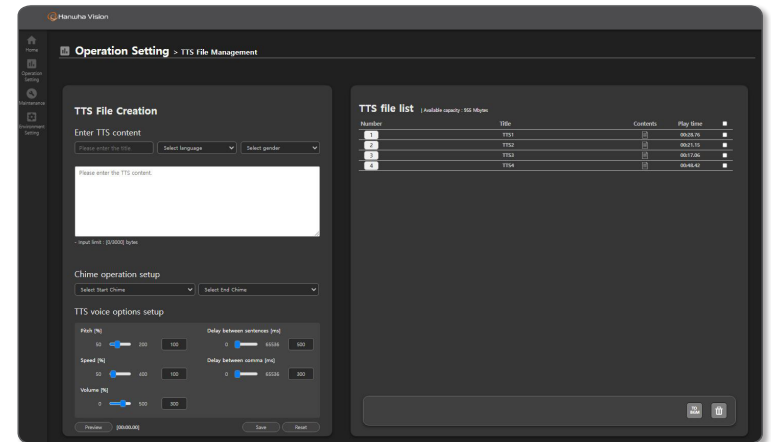 Hanwha Vision
Home
Operation Setting > TTS File Management
Operation
Setting
Maintenance
Environment
Setting
TTS File Creation
Enter TTS content
Please enter the title Select language Select gender
Please enter the TTS content.
- Input limit : [0/3000] bytes
Chime operation setup
Select Start Chime Select End Chime
TTS voice options setup
Pitch [%] Delay between sentences [ms]
50 200 100 0 65536 500
Speed [%] Delay between comma [ms]
50 400 100 0 65536 300
Volume [%]
0 500 300
Preview [00:00.00] Save Reset
TTS file list | Available capacity : 955 Mbytes
Number Title Contents Play time
1 TTS1 00:28.76
2 TTS2 00:21.15
3 TTS3 00:17.06
4 TTS4 00:48.42
TO